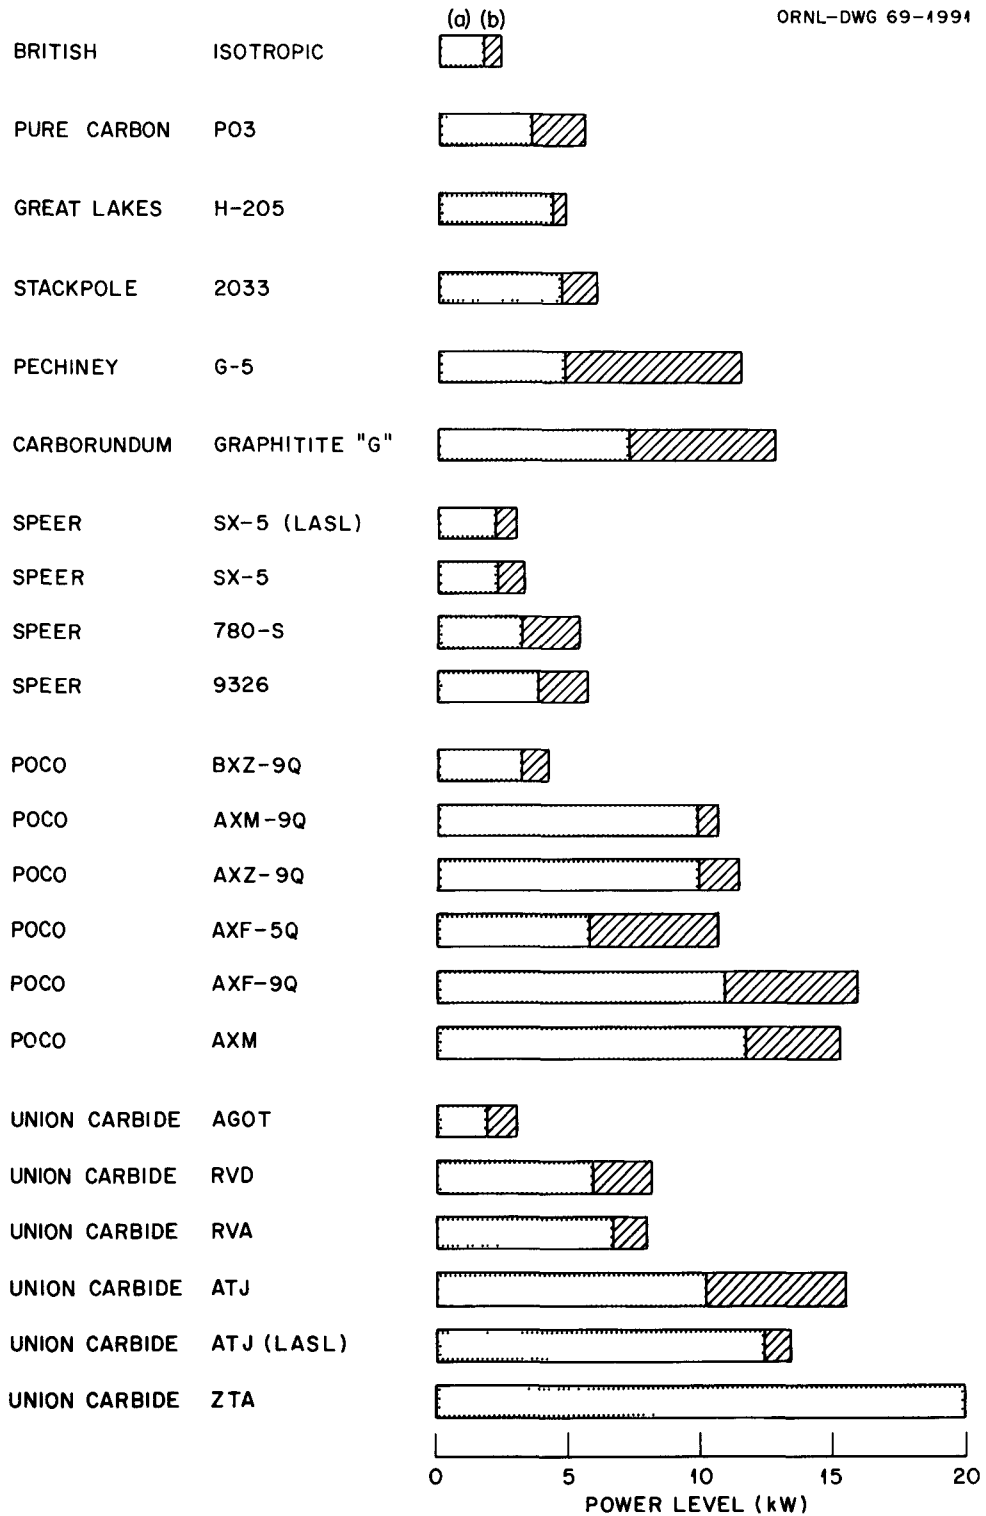 (a) (b) ORNL-DWG 69-1991
BRITISH ISOTROPIC
PURE CARBON PO3
GREAT LAKES H-205
STACKPOLE 2033
PECHINEY G-5
CARBORUNDUM GRAPHITITE "G"
SPEER SX-5 (LASL)
SPEER SX-5
SPEER 780-S
SPEER 9326
POCO BXZ-9Q
POCO AXM-9Q
POCO AXZ-9Q
POCO AXF-5Q
POCO AXF-9Q
POCO AXM
UNION CARBIDE AGOT
UNION CARBIDE RVD
UNION CARBIDE RVA
UNION CARBIDE ATJ
UNION CARBIDE ATJ (LASL)
UNION CARBIDE ZTA
0 5 10 15 20
POWER LEVEL (kW)